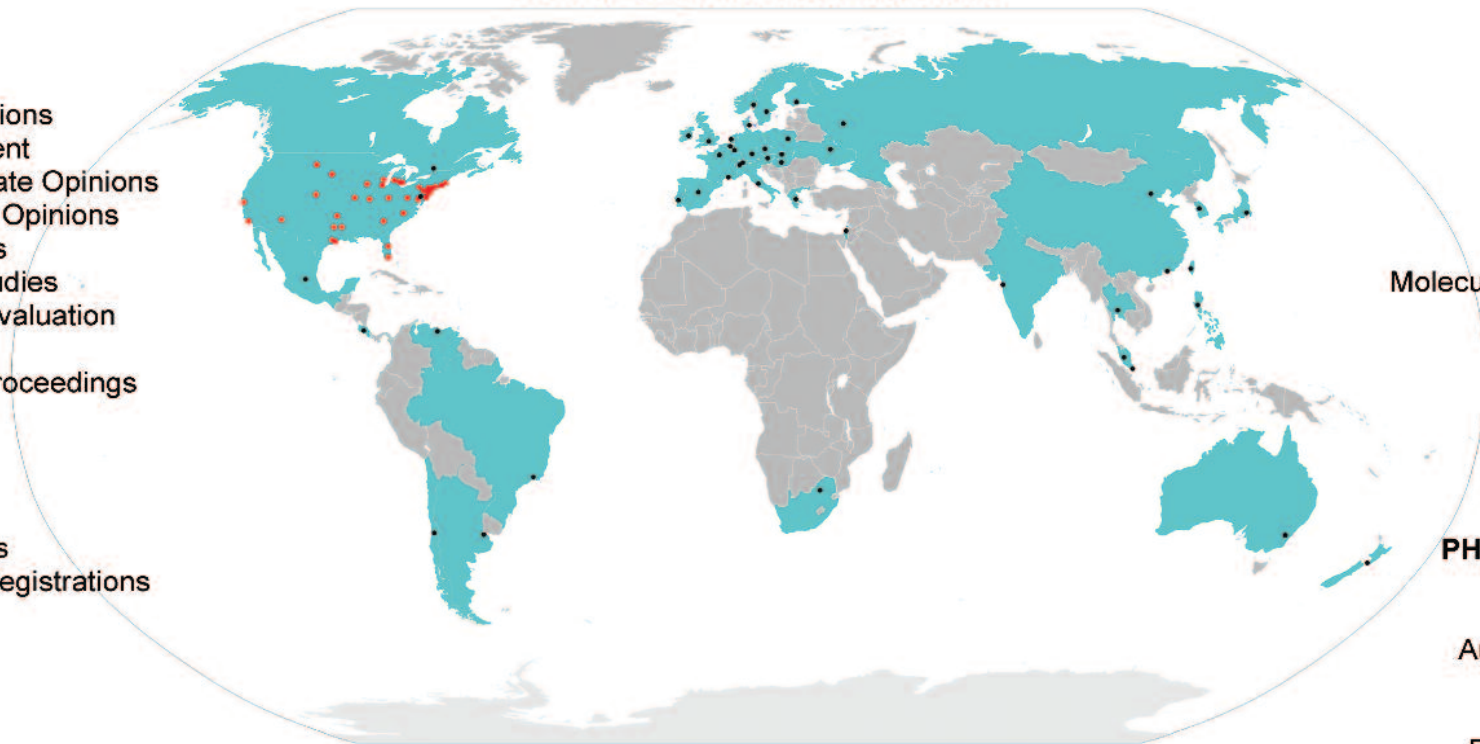 ions
ent
ate Opinions
Opinions
s
udies
valuation
roceedings
s
egistrations
Molecu
PH
A